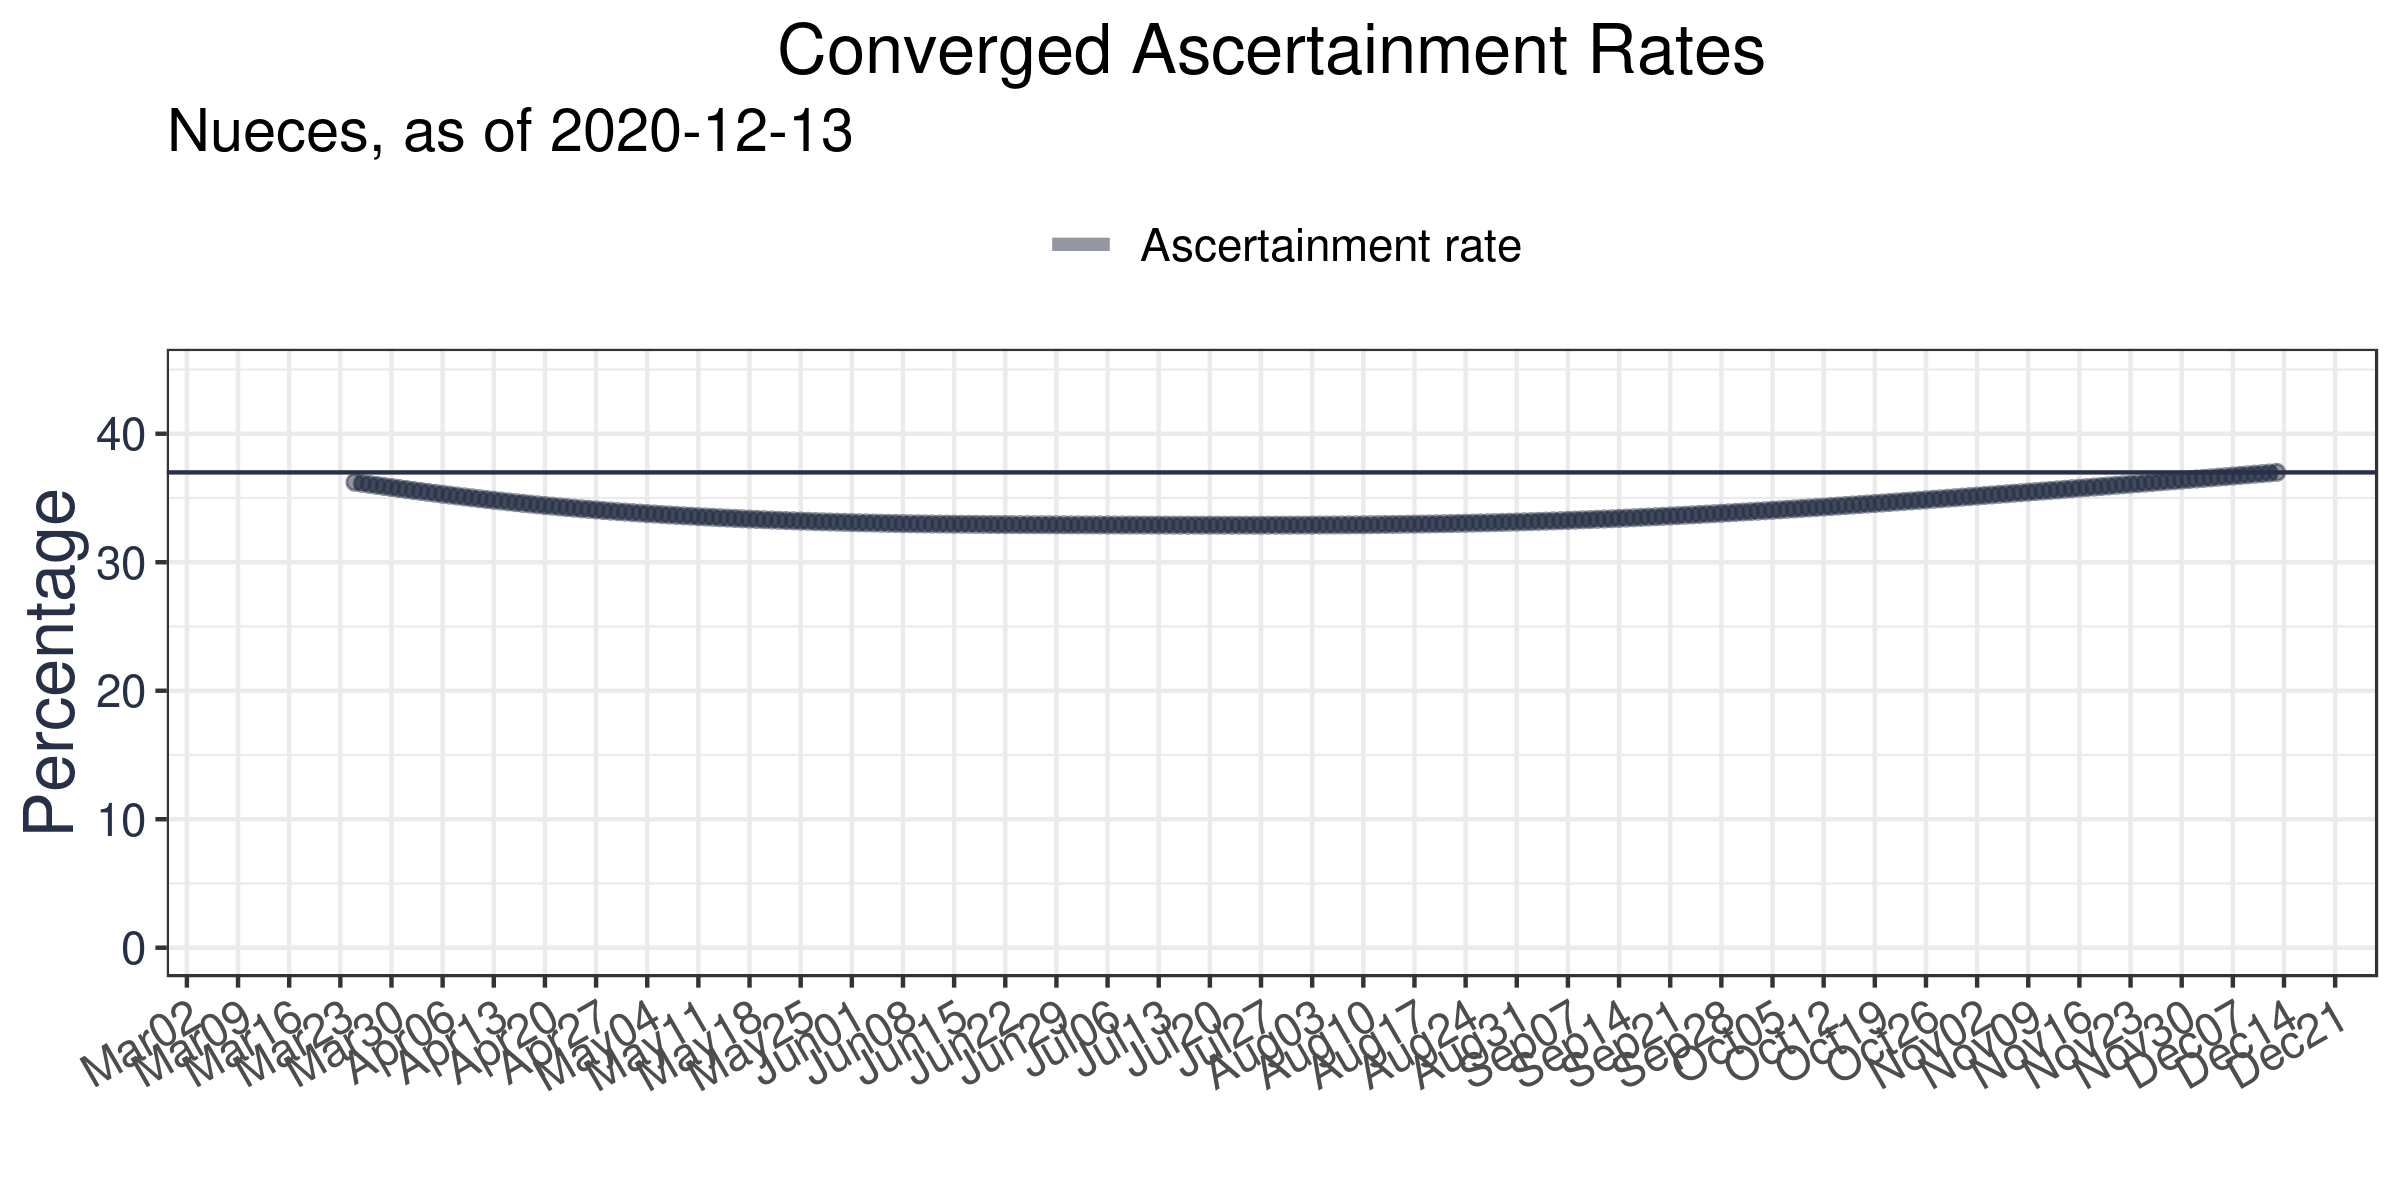 Converged Ascertainment Rates
Nueces, as of 2020-12-13
Ascertainment rate
Percentage
40
30
20
10
0
Mar02
Mar09
Mar16
Mar23
Mar30
Apr06
Apr13
Apr20
Apr27
May04
May11
May18
May25
Jun01
Jun08
Jun15
Jun22
Jun29
Jul06
Jul13
Jul20
Jul27
Aug03
Aug10
Aug17
Aug24
Aug31
Sep07
Sep14
Sep21
Sep28
Oct05
Oct12
Oct19
Oct26
Nov02
Nov09
Nov16
Nov23
Nov30
Dec07
Dec14
Dec21